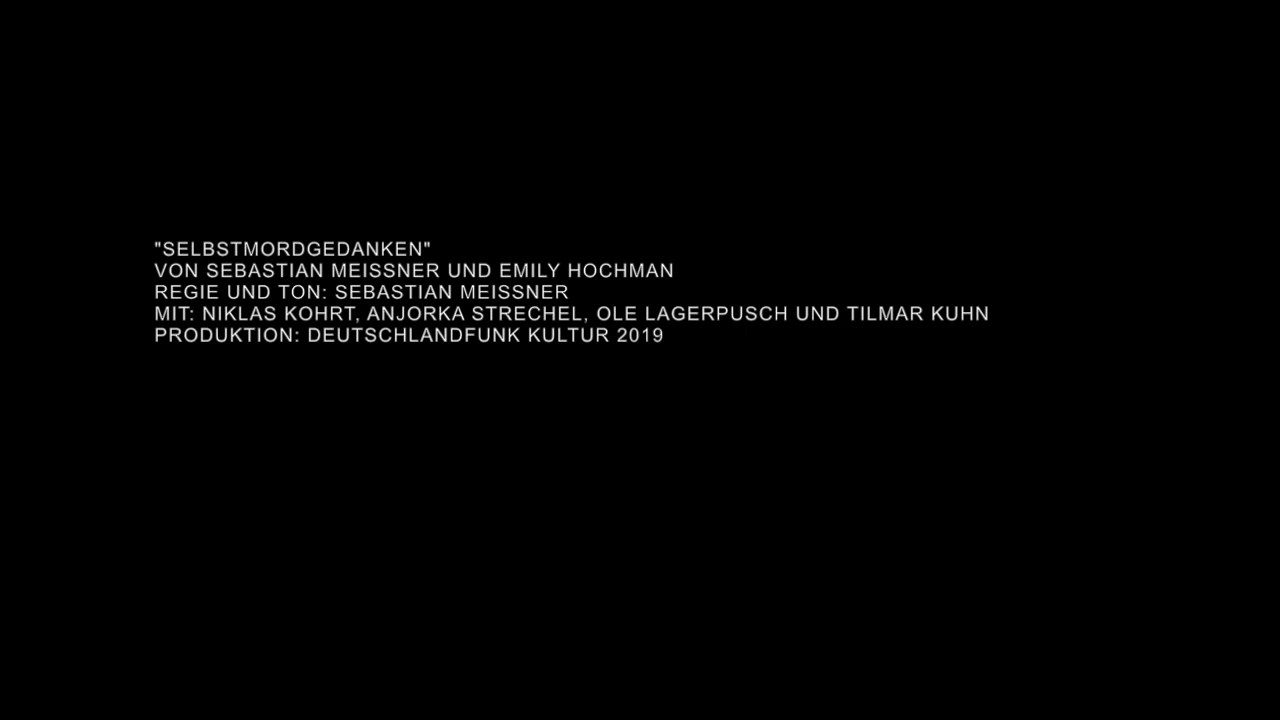 "SELBSTMORDGEDANKEN"
VON SEBASTIAN MEISSNER UND EMILY HOCHMAN
REGIE UND TON: SEBASTIAN MEISSNER
MIT: NIKLAS KOHRT, ANJORKA STRECHEL, OLE LAGERPUSCH UND TILMAR KUHN
PRODUKTION: DEUTSCHLANDFUNK KULTUR 2019